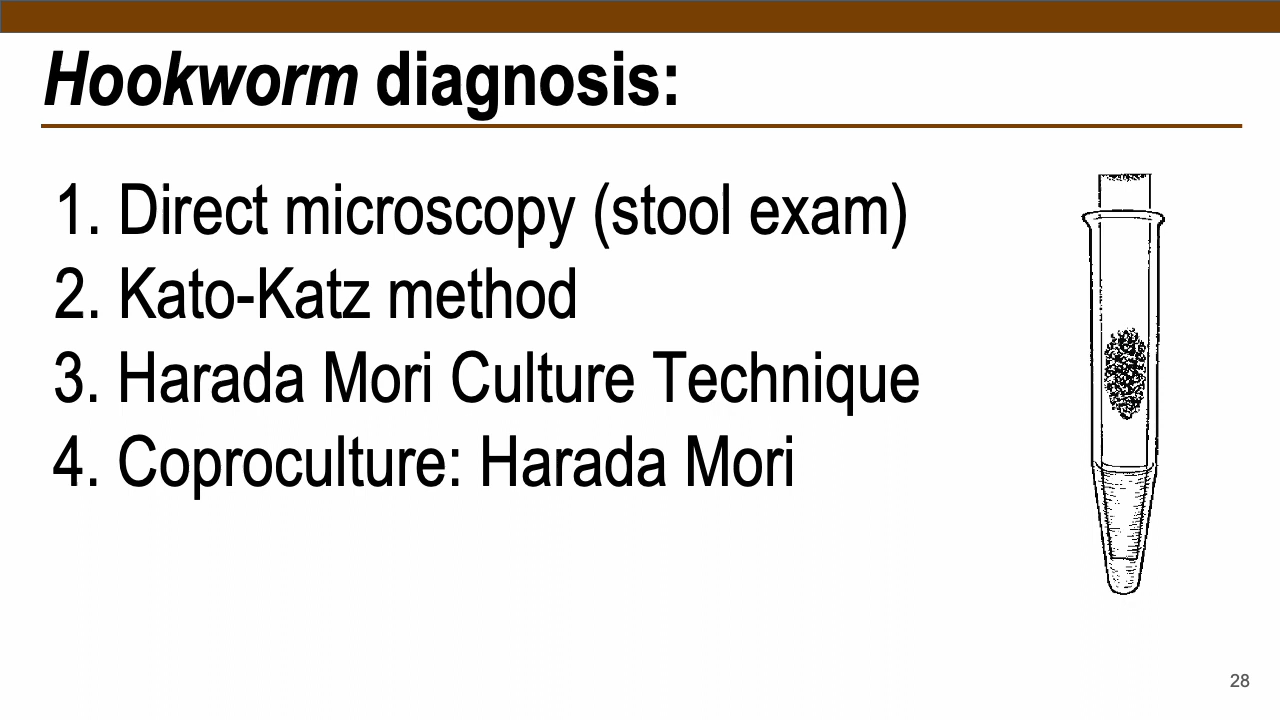 Hookworm diagnosis:
1. Direct microscopy (stool exam)
2. Kato-Katz method
3. Harada Mori Culture Technique
4. Coproculture: Harada Mori
28